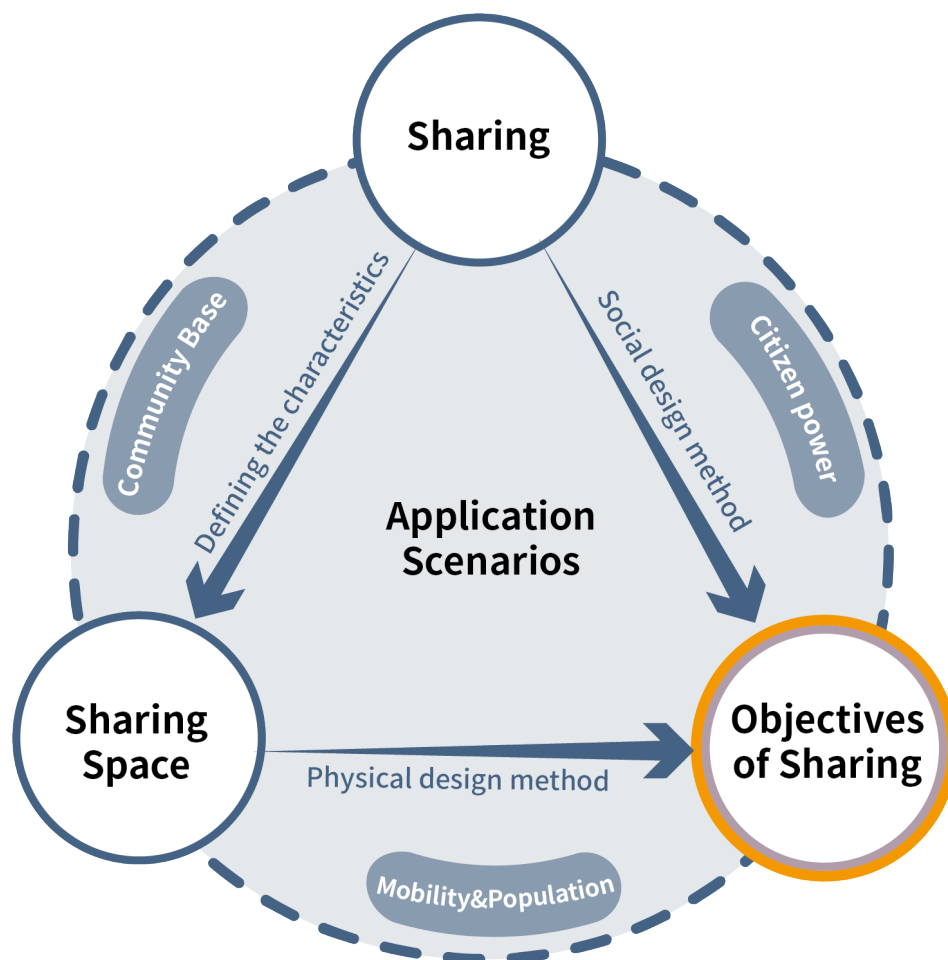 Sharing
Community Base
Defining the characteristics
Social design method
Citizen power
Application
Scenarios
Sharing
Space
Objectives
of Sharing
Physical design method
Mobility&Population